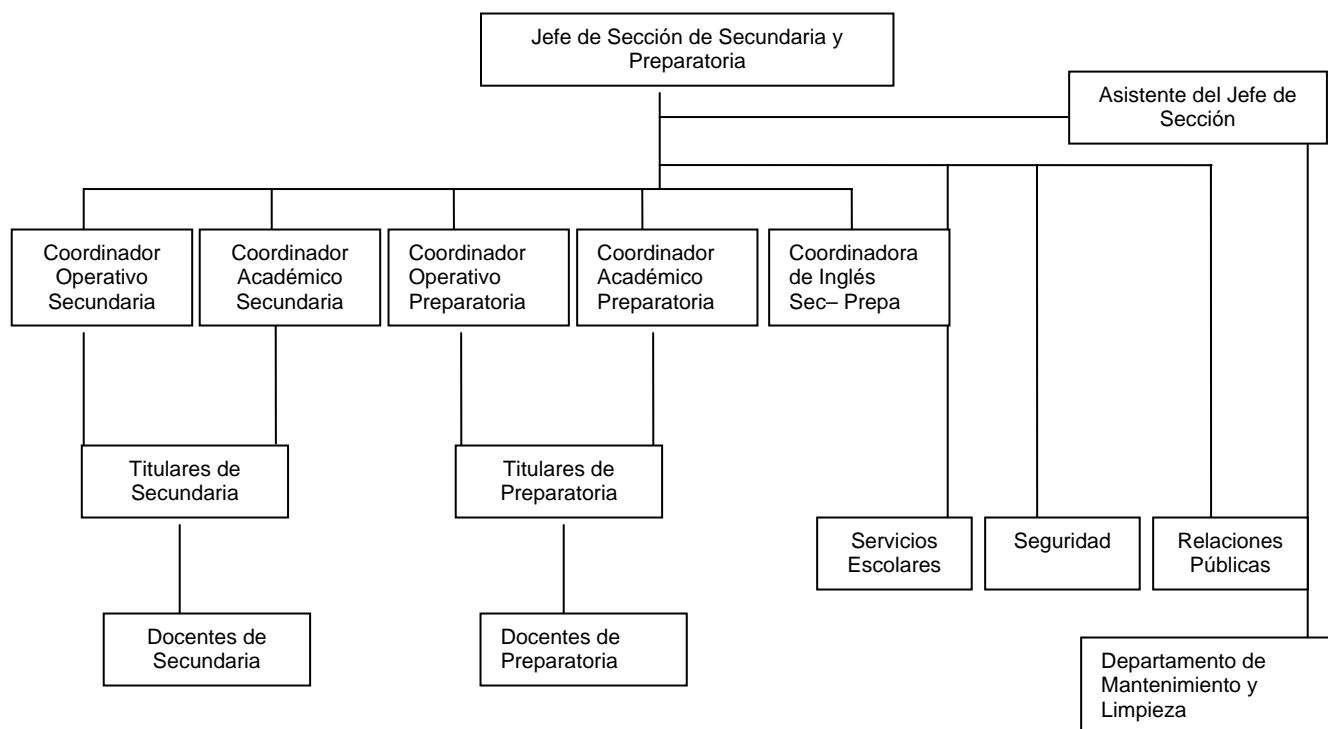 Jefe de Sección de Secundaria y
Preparatoria
Asistente del Jefe de
Sección
Coordinador
Operativo
Secundaria
Coordinador
Académico
Secundaria
Coordinador
Operativo
Preparatoria
Coordinador
Académico
Preparatoria
Coordinadora
de Inglés
Sec– Prepa
Titulares de
Secundaria
Titulares de
Preparatoria
Servicios
Escolares
Seguridad
Relaciones
Públicas
Docentes de
Secundaria
Docentes de
Preparatoria
Departamento de
Mantenimiento y
Limpieza